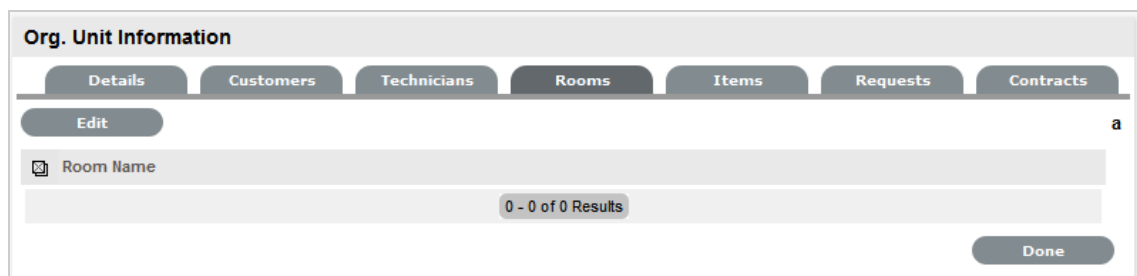 Org. Unit Information
Details Customers Technicians Rooms Items Requests Contracts
Edit a
Room Name
0 - 0 of 0 Results
Done